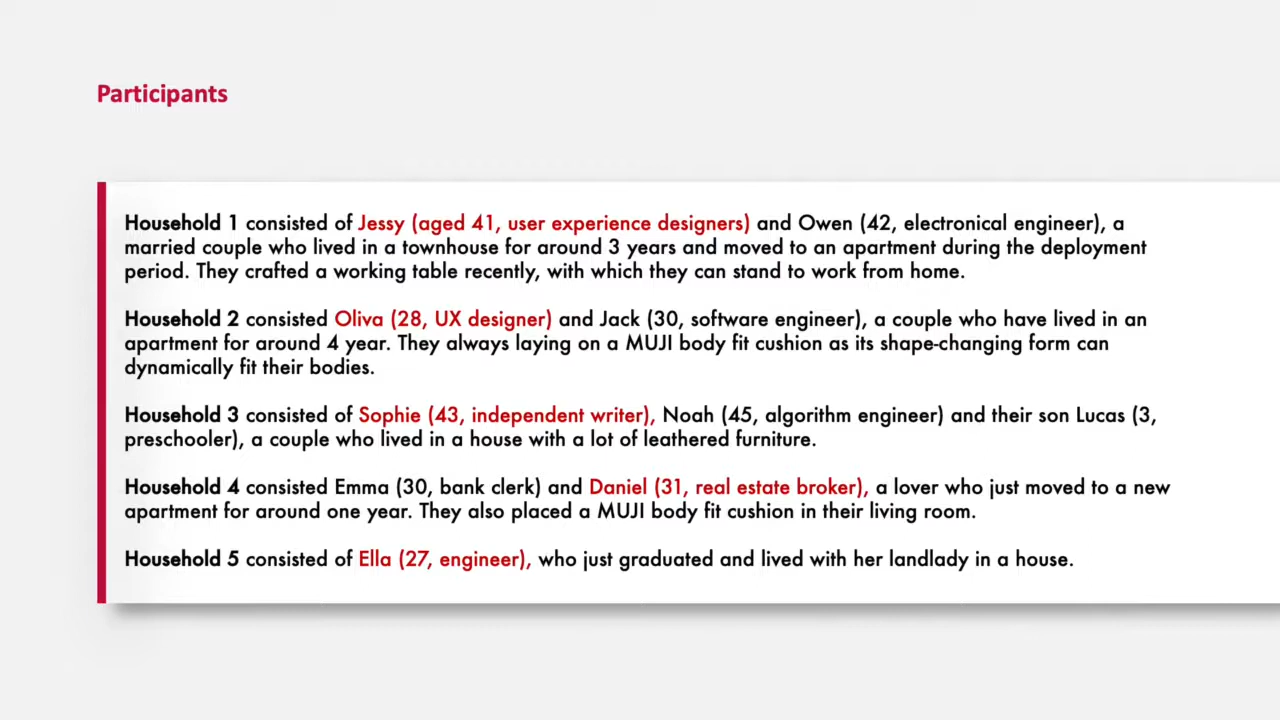 Participants
Household 1 consisted of Jessy (aged 41, user experience designers) and Owen (42, electronical engineer), a
married couple who lived in a townhouse for around 3 years and moved to an apartment during the deployment
period. They crafted a working table recently, with which they can stand to work from home.
Household 2 consisted Oliva (28, UX designer) and Jack (30, software engineer), a couple who have lived in an
apartment for around 4 year. They always laying on a MUJI body fit cushion as its shape-changing form can
dynamically fit their bodies.
Household 3 consisted of Sophie (43, independent writer), Noah (45, algorithm engineer) and their son Lucas (3,
preschooler), a couple who lived in a house with a lot of leathered furniture.
Household 4 consisted Emma (30, bank clerk) and Daniel (31, real estate broker), a lover who just moved to a new
apartment for around one year. They also placed a MUJI body fit cushion in their living room.
Household 5 consisted of Ella (27, engineer), who just graduated and lived with her landlady in a house.